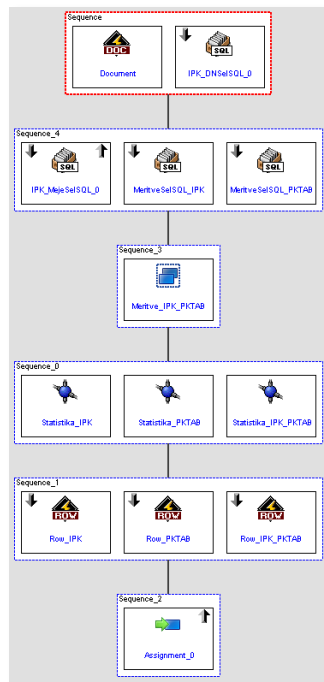 Sequence
DOC
SQL
Document
IPK_DNSelSQL_0
Sequence_4
SQL
SQL
SQL
IPK_MejeSelSQL_0
MeritveSelSQL_IPK
MeritveSelSQL_PKTAB
Sequence_3
Meritve_IPK_PKTAB
Sequence_0
Statistika_IPK
Statistika_PKTAB
Statistika_IPK_PKTAB
Sequence_1
ROW
ROW
ROW
Row_IPK
Row_PKTAB
Row_IPK_PKTAB
Sequence_2
Assignment_0